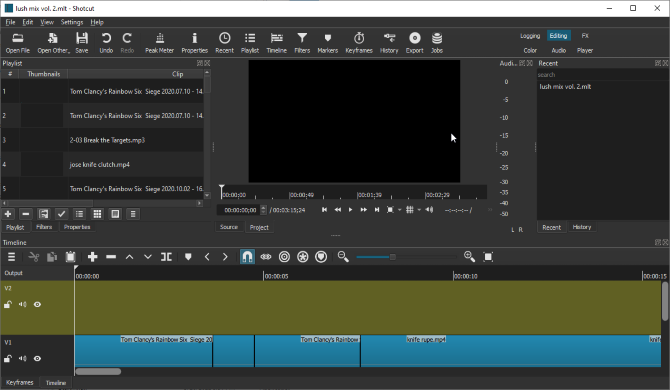 lush mix vol. 2.mlt - Shotcut
File Edit View Settings Help
Open File Open Other.. Save Undo Redo Peak Meter Properties Recent Playlist Timeline Filters Markers Keyframes History Export Jobs
Logging Editing FX
Color Audio Player
Playlist
# Thumbnails Clip
1 Tom Clancy's Rainbow Six Siege 2020.07.10 - 14.
2 Tom Clancy's Rainbow Six Siege 2020.07.10 - 14.
3 2-03 Break the Targets.mp3
4 jose knife clutch.mp4
5 Tom Clancy's Rainbow Six Siege 2020.10.02 - 16.
Playlist Filters Properties
|00:00:00 |00:00:49 |00:01:39 |00:02:29
00:00:00;00 / 00:03:15;24 --:--:--;-- /
Source Project
Audi...
0
-5
-10
-15
-20
-25
-30
-35
-40
-50
L R
Recent
search
lush mix vol. 2.mlt
Recent History
Timeline
Output
00:00:00 00:00:05 00:00:10 00:00:15
V2
V1
Tom Clancy's Rainbow Six Siege 20 Tom Clancy's Rainbow knife rupe.mp4 knif
Keyframes Timeline